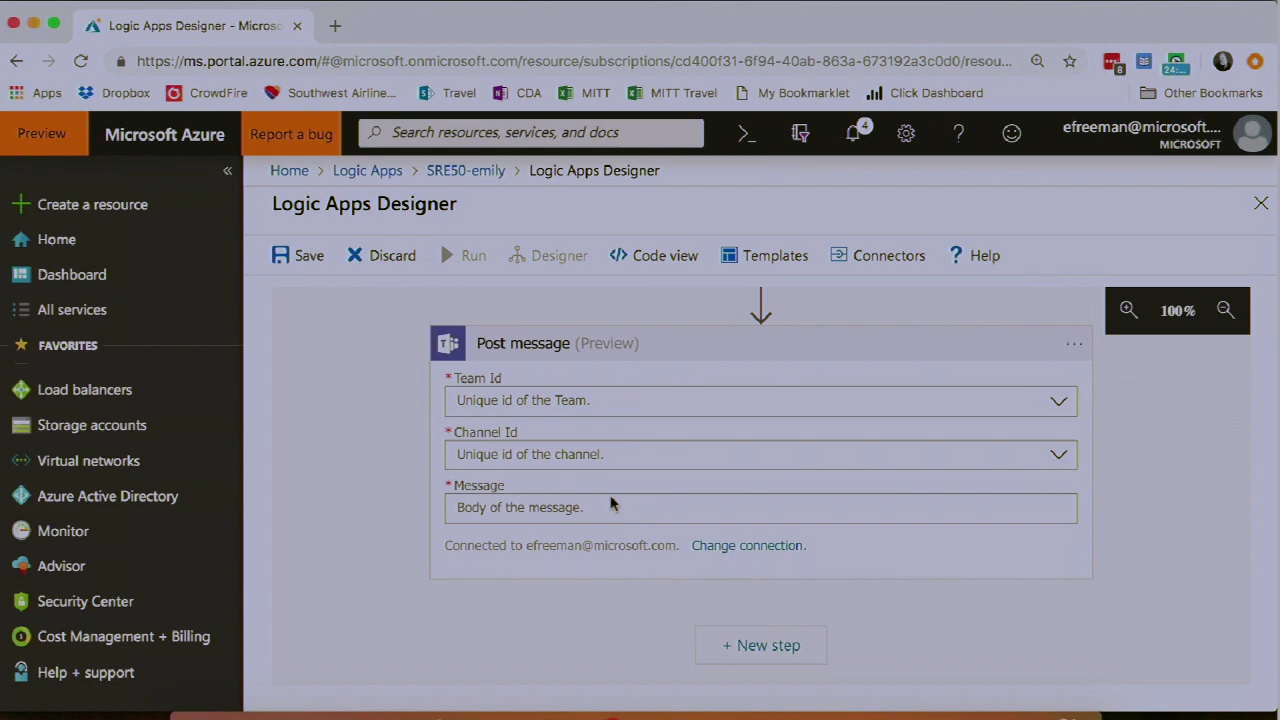 Logic Apps Designer - Micros
https://ms.portal.azure.com/#@microsoft.onmicrosoft.com/resource/subscriptions/cd400f31-6f94-40ab-863a-673192a3c0d0/resou...
8
24:...
Apps Dropbox CrowdFire Southwest Airline... Travel CDA MITT MITT Travel My Bookmarklet Click Dashboard Other Bookmarks
Preview Microsoft Azure Report a bug Search resources, services, and docs 4 efreeman@microsoft....
MICROSOFT
Home > Logic Apps > SRE50-emily > Logic Apps Designer
Logic Apps Designer
Save Discard Run Designer Code view Templates Connectors Help
Create a resource
Home
Dashboard
All services
FAVORITES
Load balancers
Storage accounts
Virtual networks
Azure Active Directory
Monitor
Advisor
Security Center
Cost Management + Billing
Help + support
100%
Post message (Preview) ...
* Team Id
Unique id of the Team.
* Channel Id
Unique id of the channel.
* Message
Body of the message.
Connected to efreeman@microsoft.com. Change connection.
+ New step